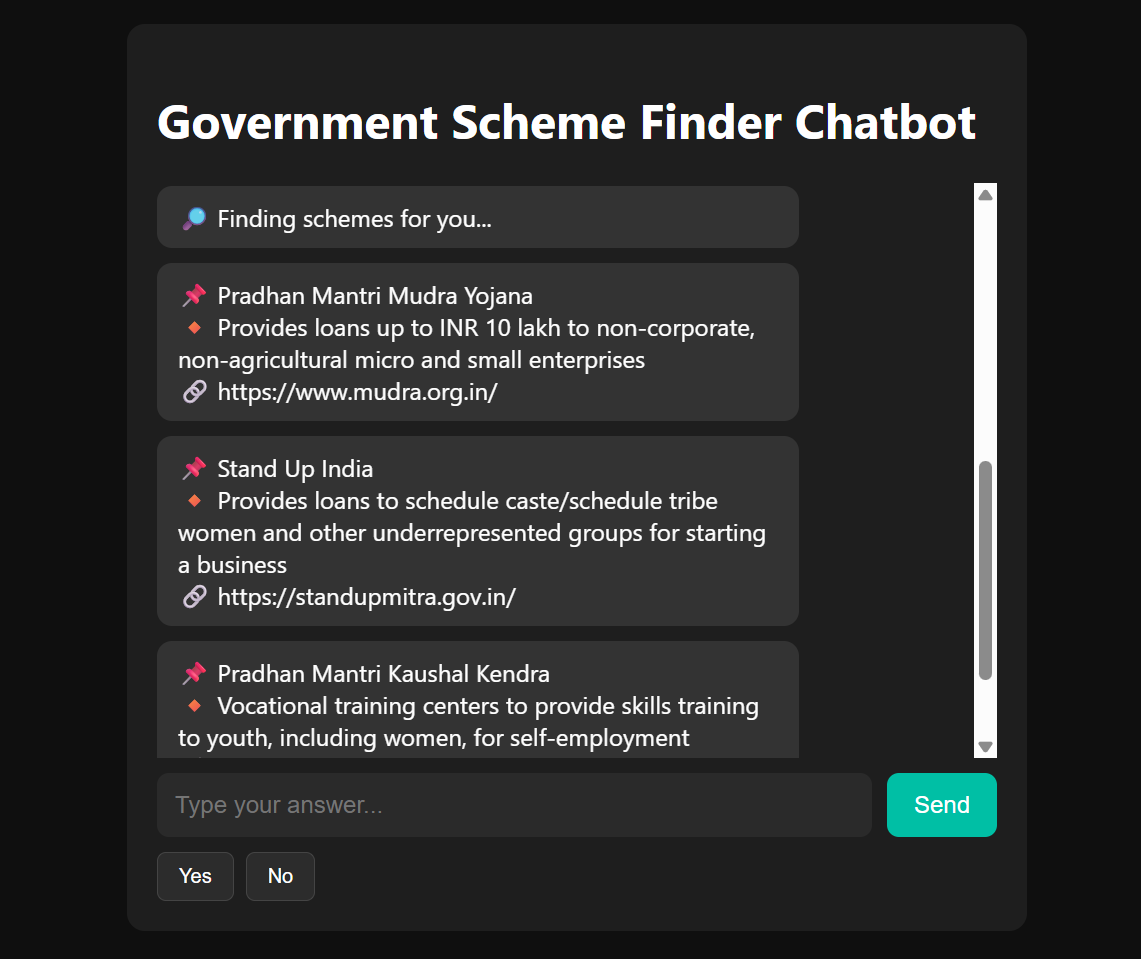 Government Scheme Finder Chatbot
🔎 Finding schemes for you...
📌 Pradhan Mantri Mudra Yojana
🔸 Provides loans up to INR 10 lakh to non-corporate,
non-agricultural micro and small enterprises
🔗 https://www.mudra.org.in/
📌 Stand Up India
🔸 Provides loans to schedule caste/schedule tribe
women and other underrepresented groups for starting
a business
🔗 https://standupmitra.gov.in/
📌 Pradhan Mantri Kaushal Kendra
🔸 Vocational training centers to provide skills training
to youth, including women, for self-employment
Type your answer...
Send
Yes
No